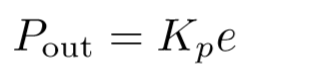 P_out = K_p e